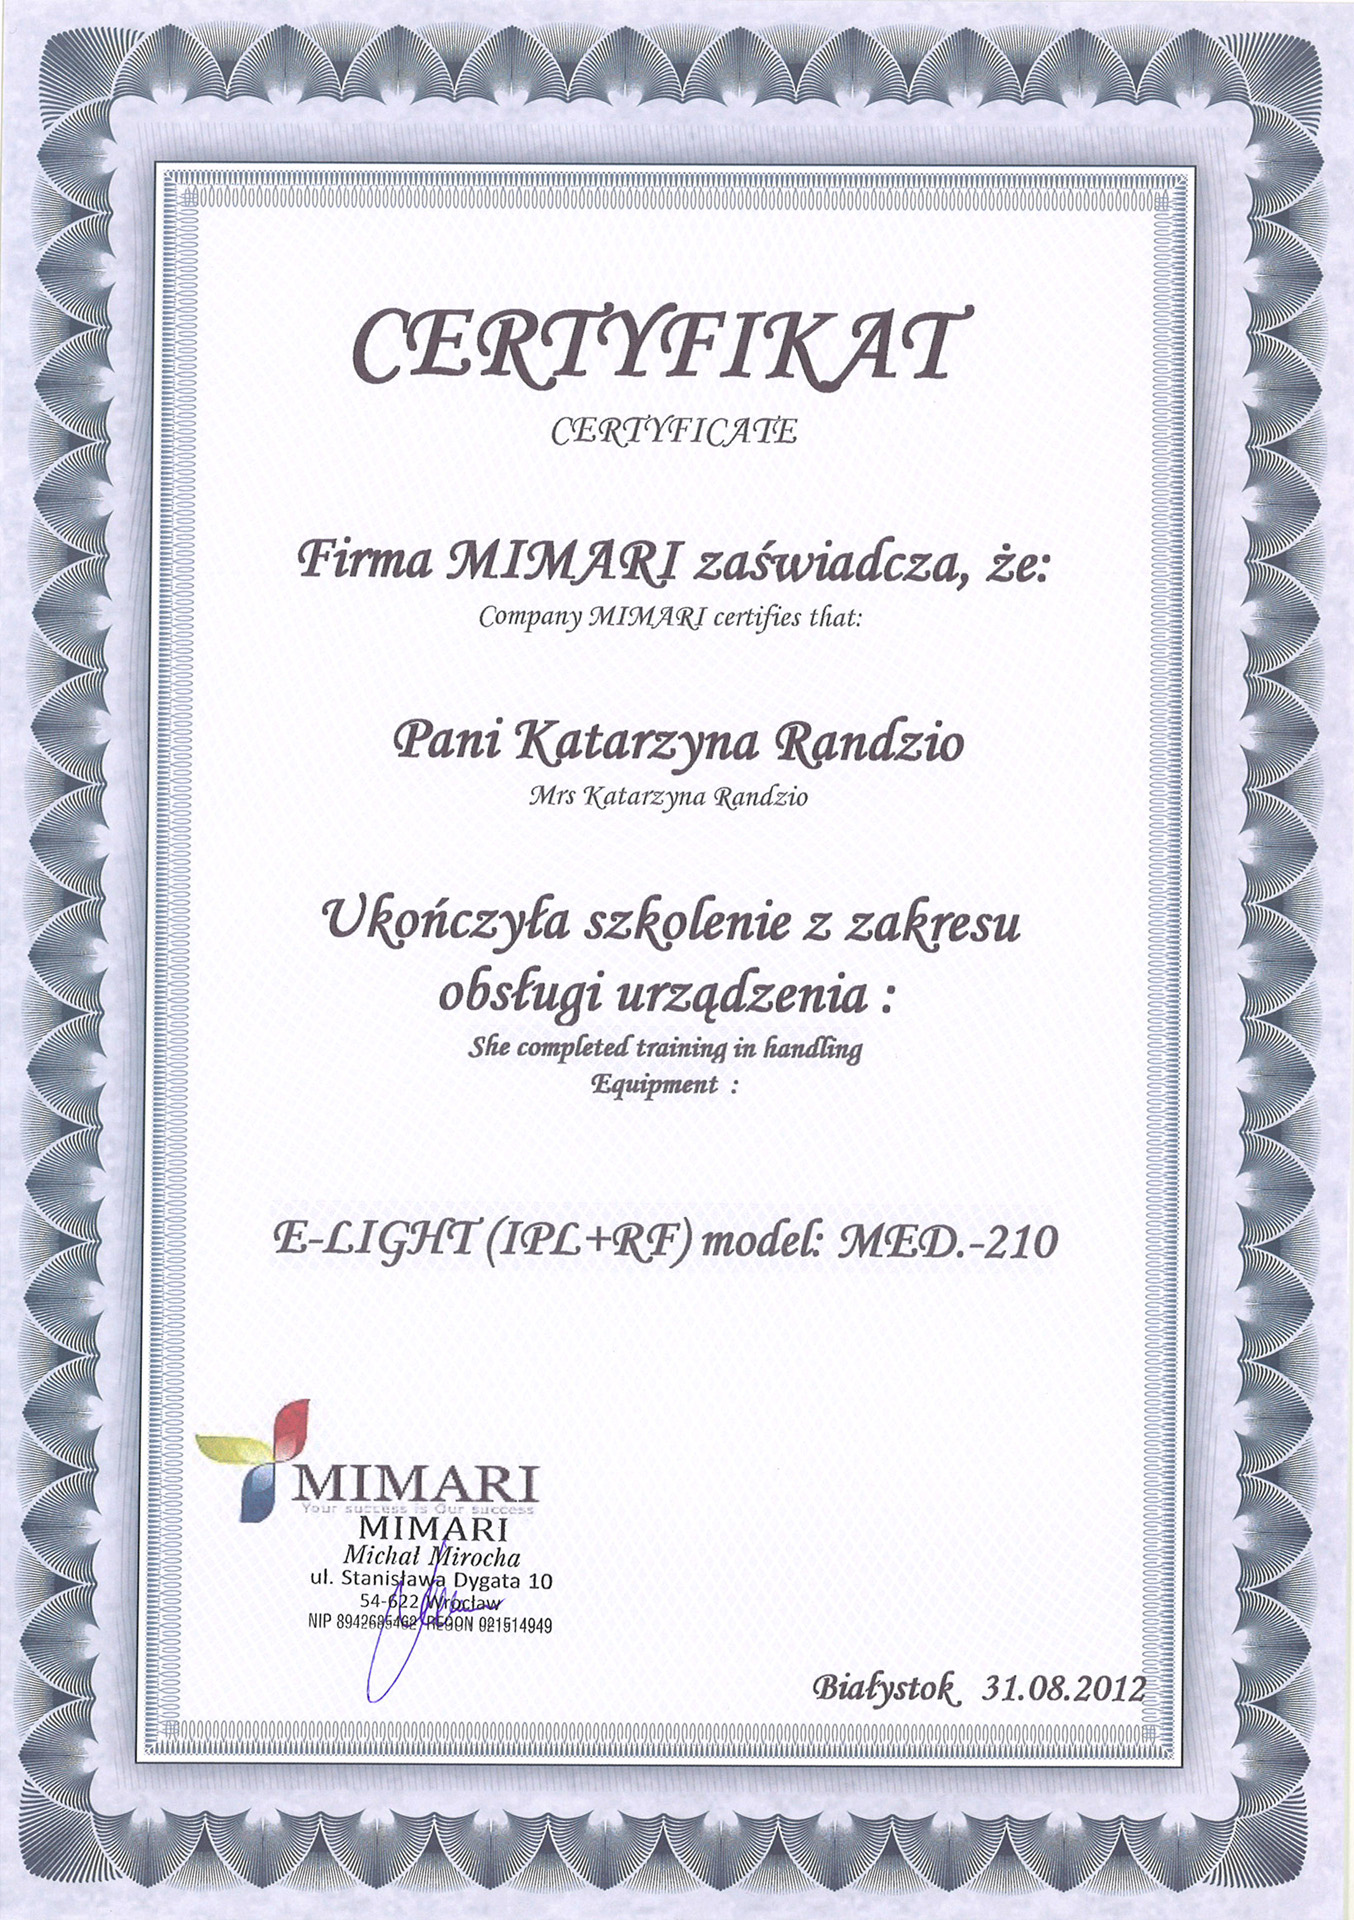 CERTYFIKAT
CERTYFICATE
Firma MIMARI zaświadcza, że:
Company MIMARI certifies that:
Pani Katarzyna Randzio
Mrs Katarzyna Randzio
Ukończyła szkolenie z zakresu
obsługi urządzenia :
She completed training in handling
Equipment :
E-LIGHT (IPL+RF) model: MED.-210
MIMARI
Your success is Our success
MIMARI
Michał Mirocha
ul. Stanisława Dygata 10
54-622 Wrocław
NIP REGON 021514949
Białystok 31.08.2012